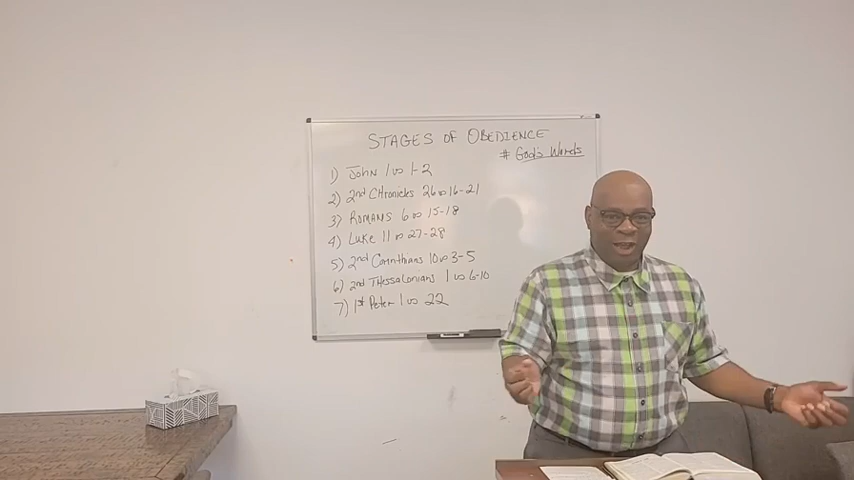 STAGES OF OBEDIENCE
# God's Words
1) John 1 vs 1-2
2) 2nd Chronicles 26 vs 16-21
3) Romans 6 vs 15-18
4) Luke 11 vs 27-28
5) 2nd Corinthians 10 vs 3-5
6) 2nd Thessalonians 1 vs 6-10
7) 1st Peter 1 vs 22